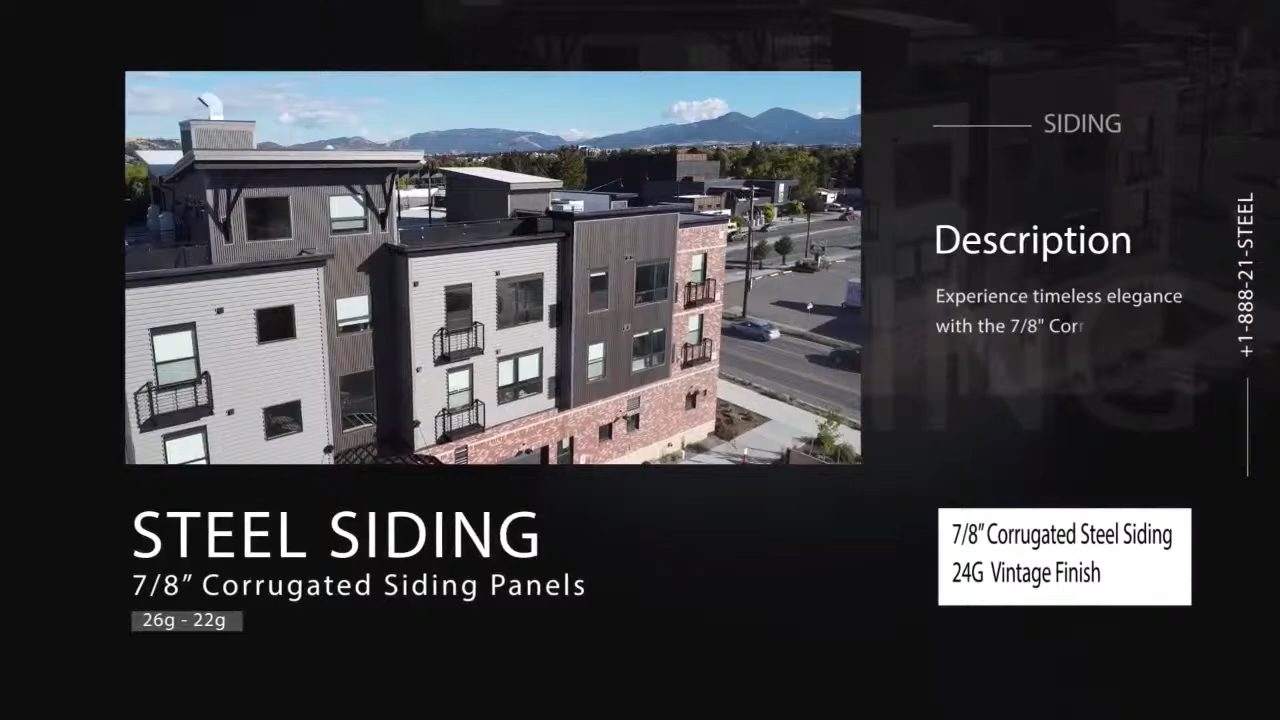 SIDING
Description
Experience timeless elegance
with the 7/8" Corr
+1-888-21-STEEL
STEEL SIDING
7/8” Corrugated Siding Panels
26g - 22g
7/8” Corrugated Steel Siding
24G Vintage Finish